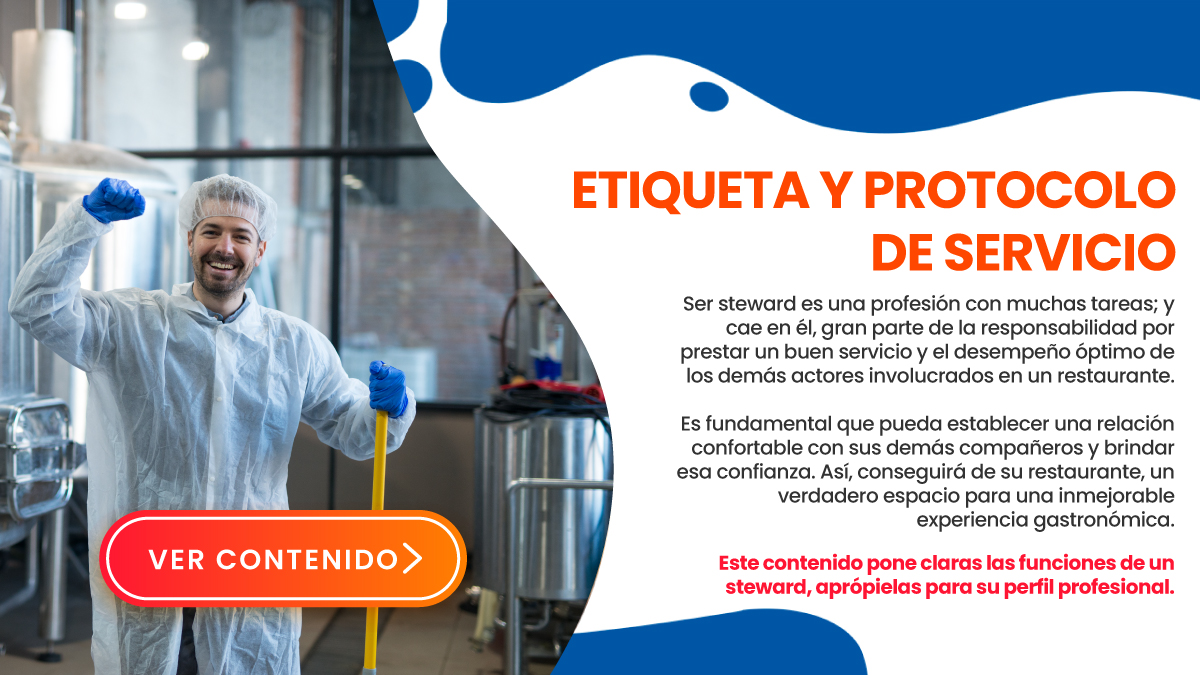 ETIQUETA Y PROTOCOLO
DE SERVICIO
Ser steward es una profesión con muchas tareas; y
cae en él, gran parte de la responsabilidad por
prestar un buen servicio y el desempeño óptimo de
los demás actores involucrados en un restaurante.
Es fundamental que pueda establecer una relación
confortable con sus demás compañeros y brindar
esa confianza. Así, conseguirá de su restaurante, un
verdadero espacio para una inmejorable
experiencia gastronómica.
Este contenido pone claras las funciones de un
steward, aprópielas para su perfil profesional.
VER CONTENIDO